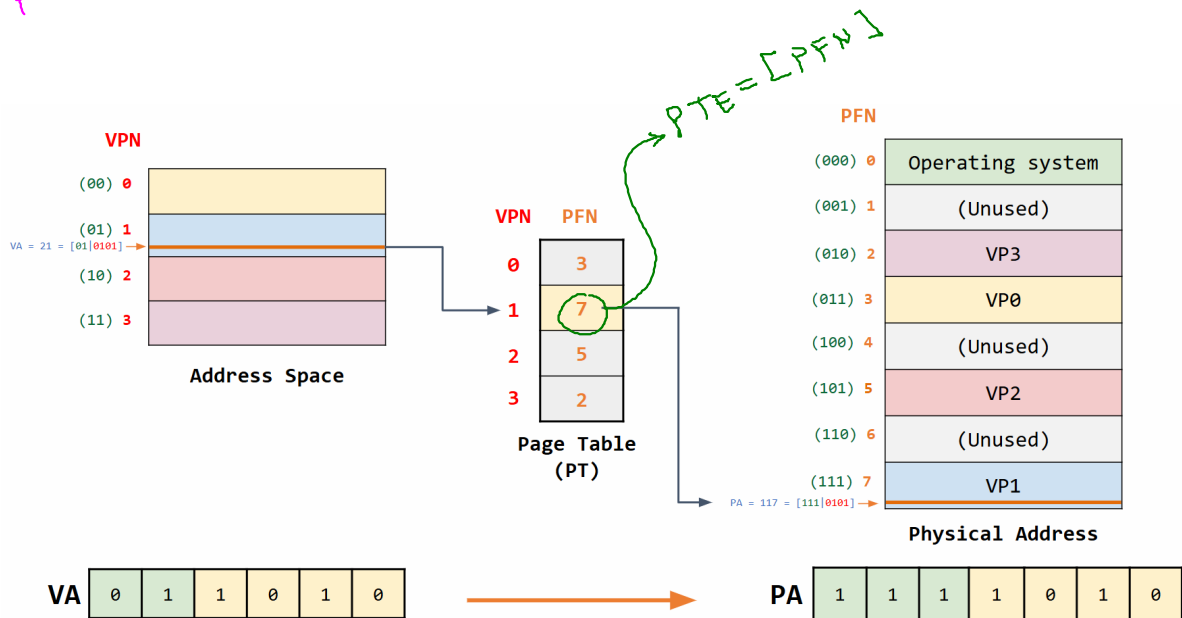 PTE = [PFN]
VPN
(00) 0
(01) 1
VA = 21 = [01|0101]
(10) 2
(11) 3
Address Space
VPN PFN
0 3
1 7
2 5
3 2
Page Table
(PT)
PFN
(000) 0 Operating system
(001) 1 (Unused)
(010) 2 VP3
(011) 3 VP0
(100) 4 (Unused)
(101) 5 VP2
(110) 6 (Unused)
(111) 7 VP1
PA = 117 = [111|0101]
Physical Address
VA 0 1 1 0 1 0
PA 1 1 1 1 0 1 0